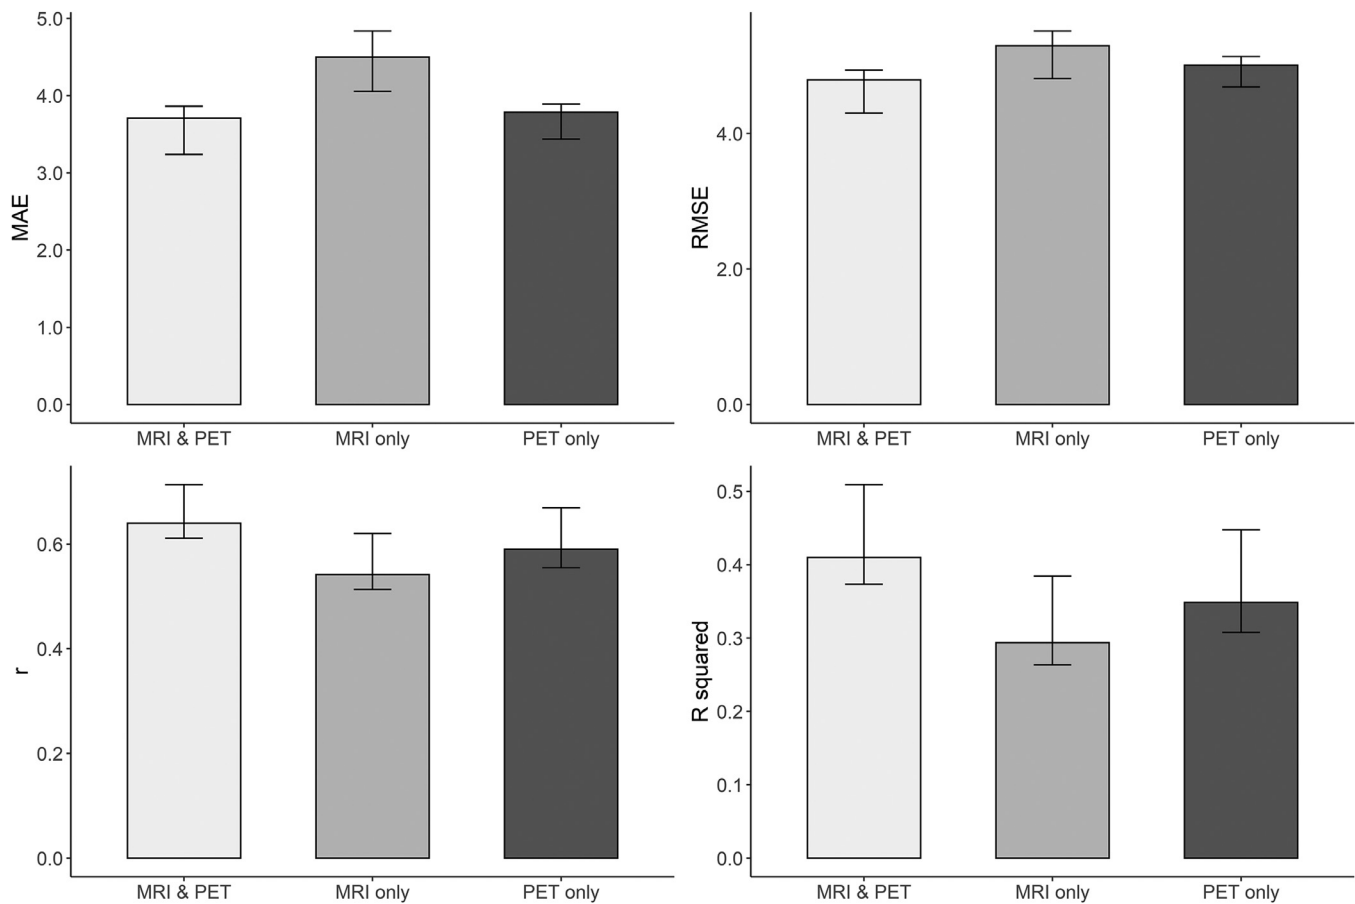 5.0
4.0
3.0
2.0
1.0
0.0
MAE
MRI & PET
MRI only
PET only
4.0
2.0
0.0
RMSE
MRI & PET
MRI only
PET only
0.6
0.4
0.2
0.0
r
MRI & PET
MRI only
PET only
0.5
0.4
0.3
0.2
0.1
0.0
R squared
MRI & PET
MRI only
PET only